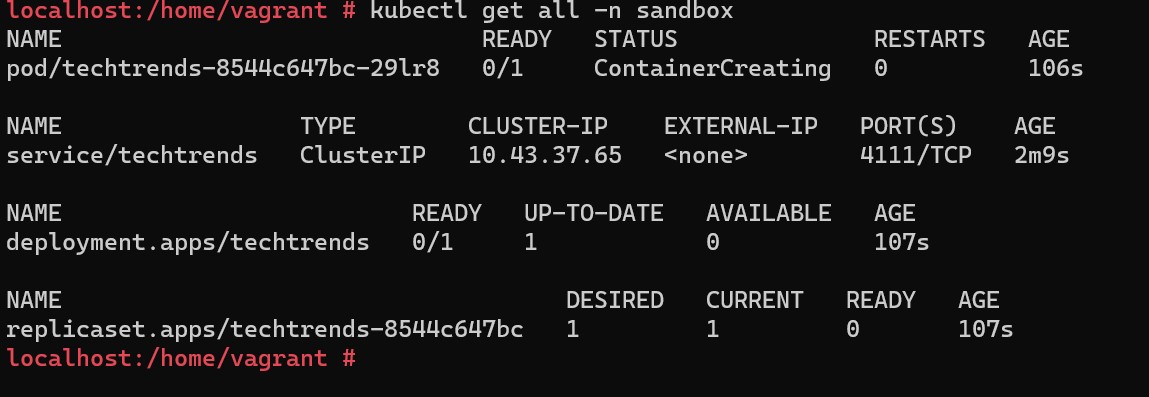 localhost:/home/vagrant # kubectl get all -n sandbox
NAME                              READY   STATUS              RESTARTS   AGE
pod/techtrends-8544c647bc-29lr8   0/1     ContainerCreating   0          106s

NAME                 TYPE        CLUSTER-IP    EXTERNAL-IP   PORT(S)    AGE
service/techtrends   ClusterIP   10.43.37.65   <none>        4111/TCP   2m9s

NAME                         READY   UP-TO-DATE   AVAILABLE   AGE
deployment.apps/techtrends   0/1     1            0           107s

NAME                                    DESIRED   CURRENT   READY   AGE
replicaset.apps/techtrends-8544c647bc   1         1         0       107s
localhost:/home/vagrant #